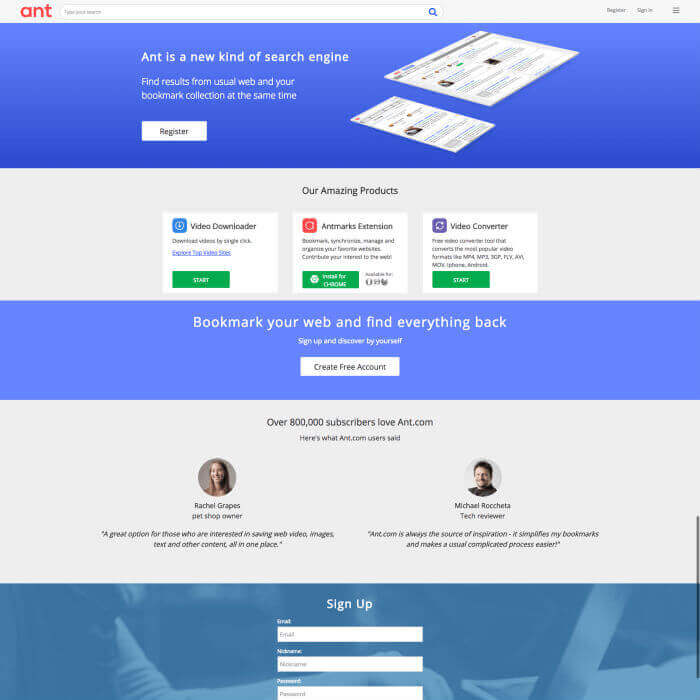 ant
Type your search
Register
Sign in
Ant is a new kind of search engine
Find results from usual web and your
bookmark collection at the same time
Register
Our Amazing Products
Video Downloader
Download videos by single click.
Explore Top Video Sites
START
Antmarks Extension
Bookmark, synchronize, manage and
organize your favorite websites.
Contribute your interest to the web!
Install for
CHROME
Available for:
Video Converter
Free video converter tool that
converts the most popular video
formats like MP4, MP3, 3GP, FLV, AVI,
MOV, Iphone, Android.
START
Bookmark your web and find everything back
Sign up and discover by yourself
Create Free Account
Over 800,000 subscribers love Ant.com
Here's what Ant.com users said
Rachel Grapes
pet shop owner
"A great option for those who are interested in saving web video, images,
text and other content, all in one place."
Michael Roccheta
Tech reviewer
"Ant.com is always the source of inspiration - it simplifies my bookmarks
and makes a usual complicated process easier!"
Sign Up
Email:
Email
Nickname:
Nickname
Password:
Password